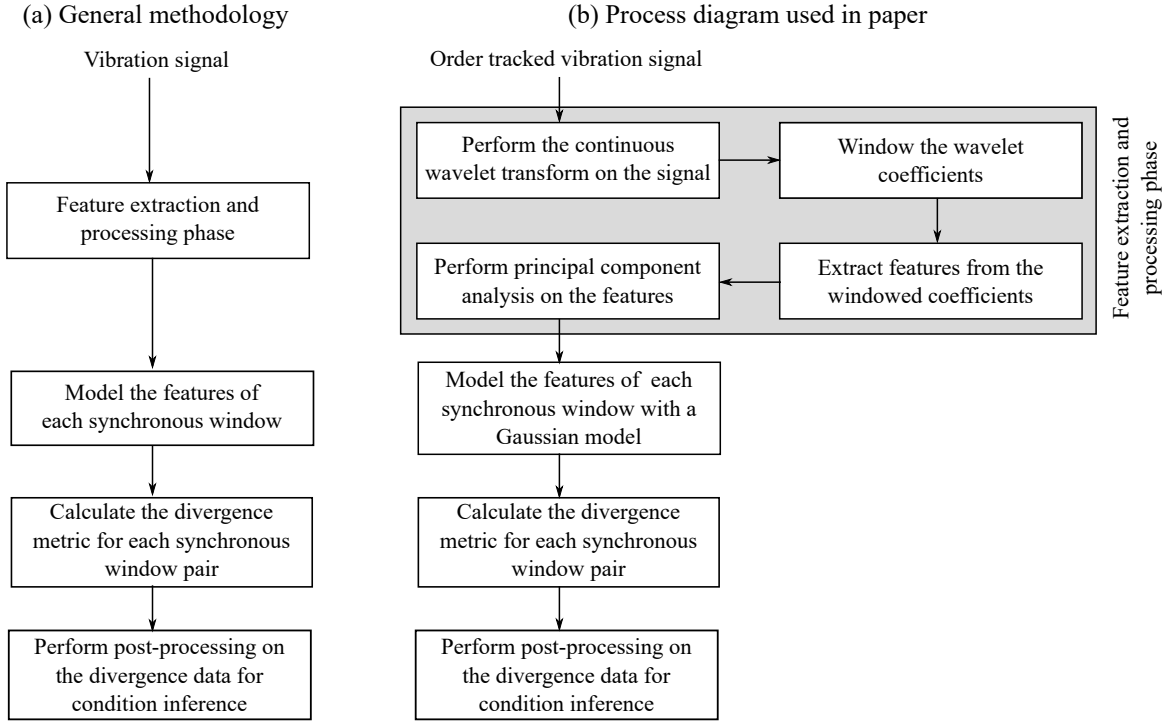 (a) General methodology
Vibration signal
Feature extraction and
processing phase
Model the features of
each synchronous window
Calculate the divergence
metric for each synchronous
window pair
Perform post-processing on
the divergence data for
condition inference
(b) Process diagram used in paper
Order tracked vibration signal
Perform the continuous
wavelet transform on the signal
Window the wavelet
coefficients
Extract features from the
windowed coefficients
Perform principal component
analysis on the features
Feature extraction and
processing phase
Model the features of each
synchronous window with a
Gaussian model
Calculate the divergence
metric for each synchronous
window pair
Perform post-processing on
the divergence data for
condition inference